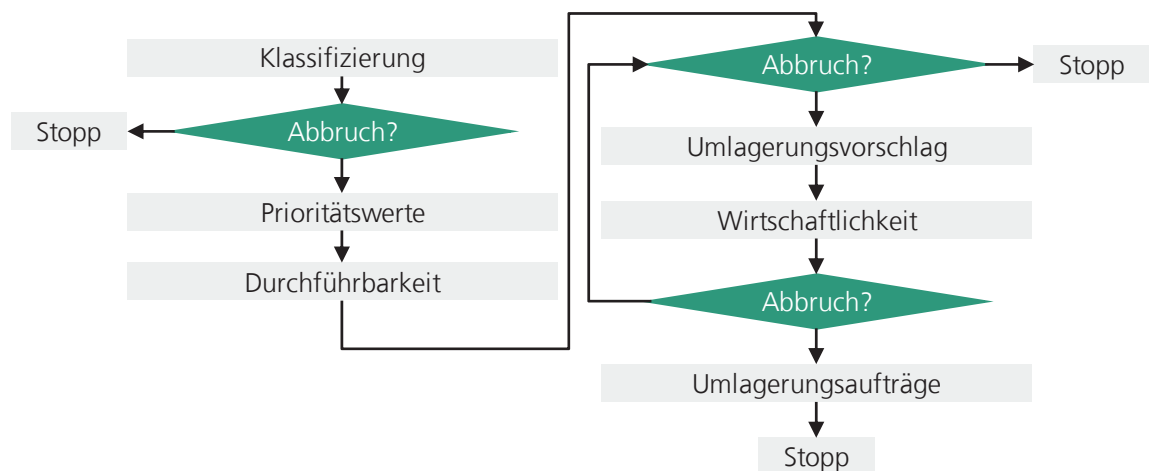 Klassifizierung
Stopp
Abbruch?
Prioritätswerte
Durchführbarkeit
Abbruch?
Stopp
Umlagerungsvorschlag
Wirtschaftlichkeit
Abbruch?
Umlagerungsaufträge
Stopp